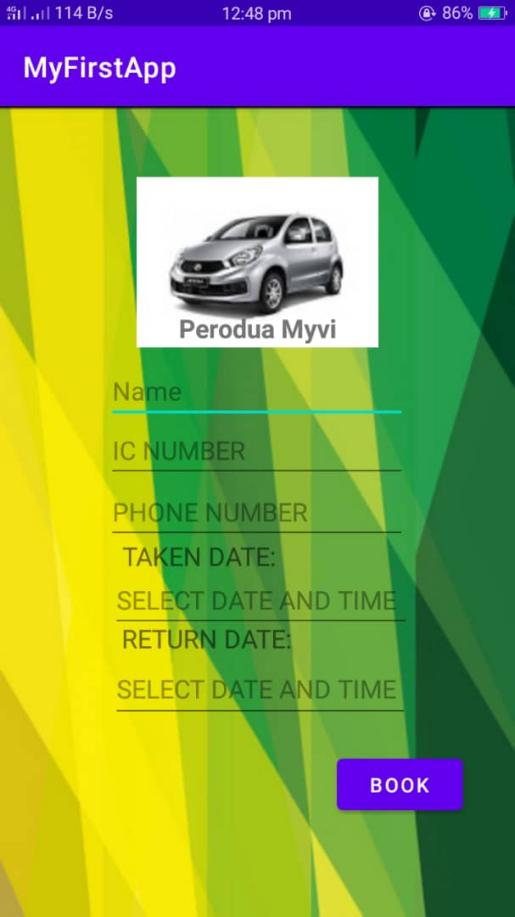 4G 114 B/s 12:48 pm 86%
MyFirstApp
Perodua Myvi
Name
IC NUMBER
PHONE NUMBER
TAKEN DATE:
SELECT DATE AND TIME
RETURN DATE:
SELECT DATE AND TIME
BOOK